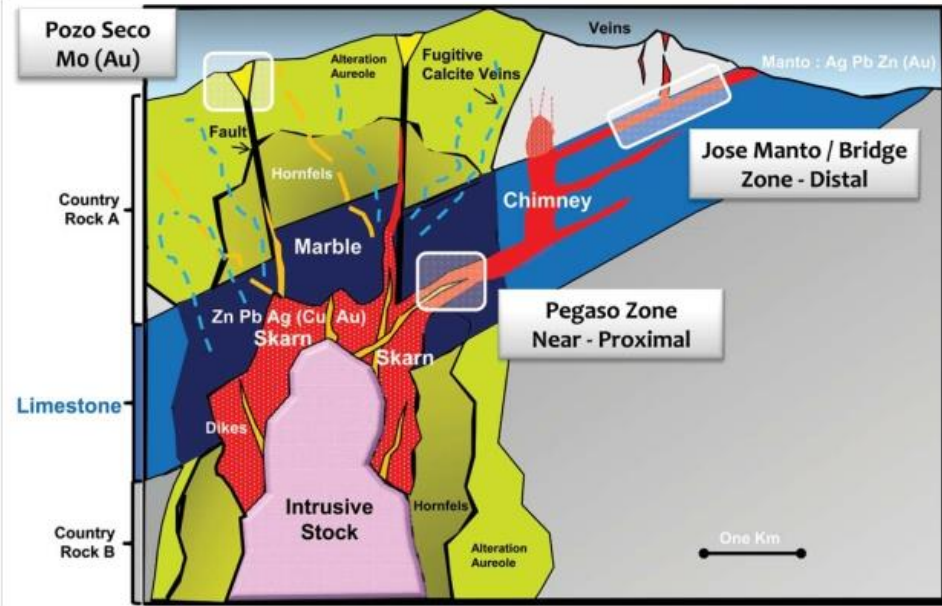 Pozo Seco
Mo (Au)
Alteration
Aureole
Fugitive
Calcite Veins
Veins
Manto : Ag Pb Zn (Au)
Fault
Hornfels
Jose Manto / Bridge
Zone - Distal
Country
Rock A
Chimney
Marble
Zn Pb Ag (Cu Au)
Skarn
Skarn
Pegaso Zone
Near - Proximal
Limestone
Dikes
Intrusive
Stock
Hornfels
Country
Rock B
Alteration
Aureole
One Km